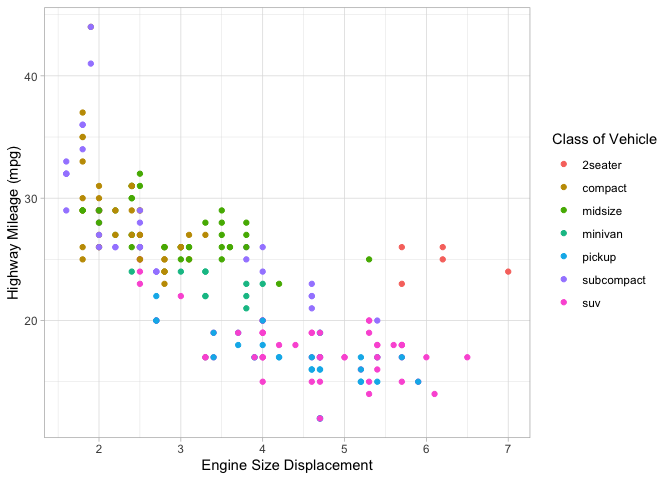 40
30
20
Highway Mileage (mpg)
2 3 4 5 6 7
Engine Size Displacement
Class of Vehicle
2seater
compact
midsize
minivan
pickup
subcompact
suv